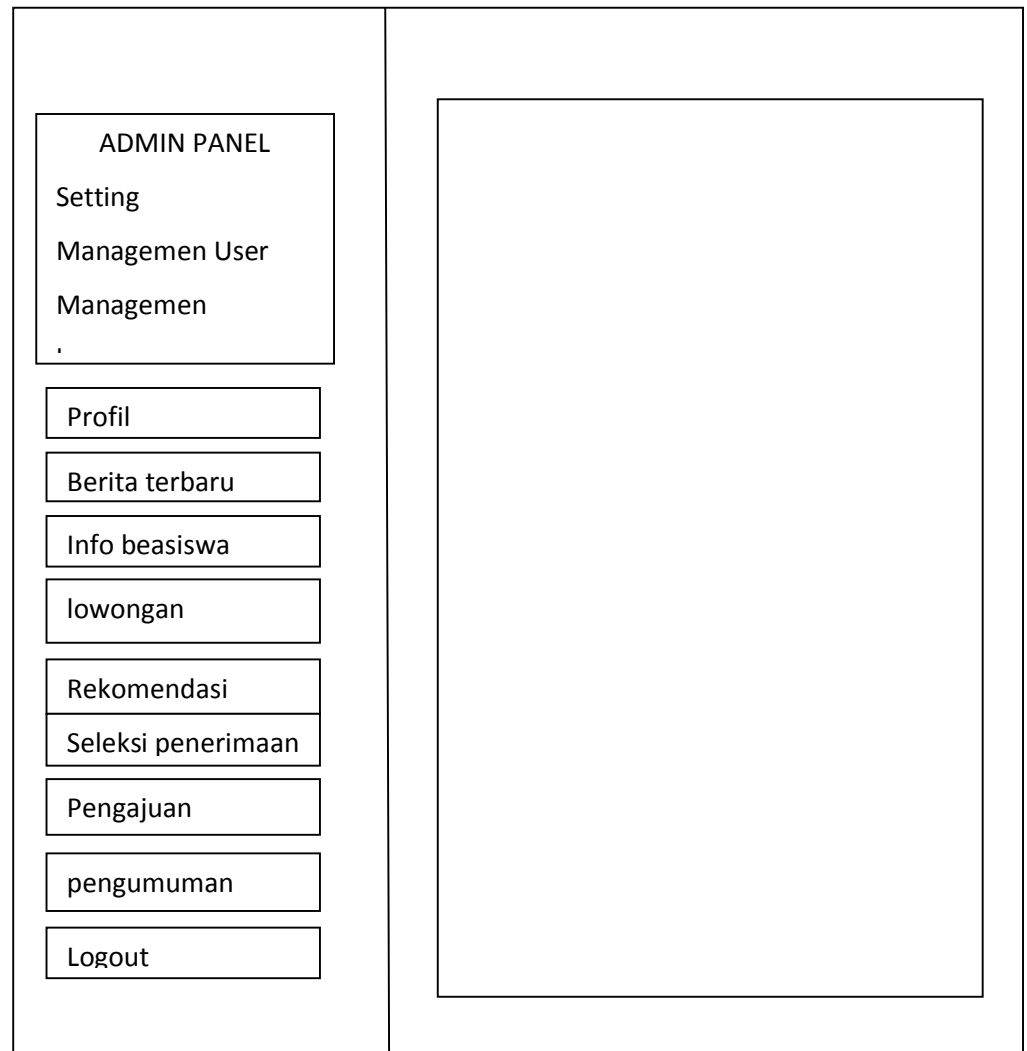 ADMIN PANEL
Setting
Managemen User
Managemen
Profil
Berita terbaru
Info beasiswa
lowongan
Rekomendasi
Seleksi penerimaan
Pengajuan
pengumuman
Logout